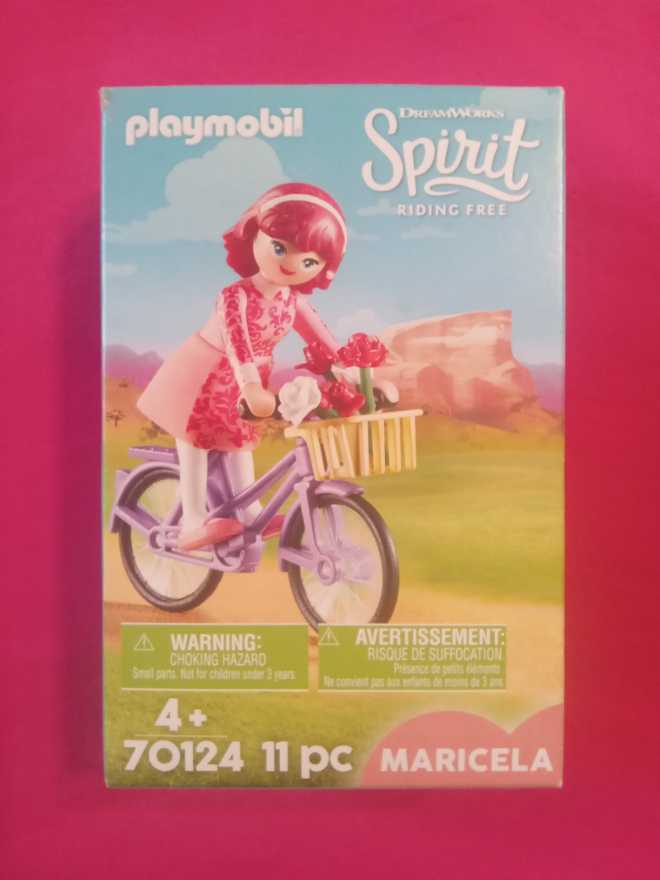 playmobil
DREAMWORKS
Spirit
RIDING FREE
WARNING:
CHOKING HAZARD
Small parts. Not for children under 3 years.
AVERTISSEMENT:
RISQUE DE SUFFOCATION
Présence de petits éléments
Ne convient pas aux enfants de moins de 3 ans
4+
70124 11 pc
MARICELA